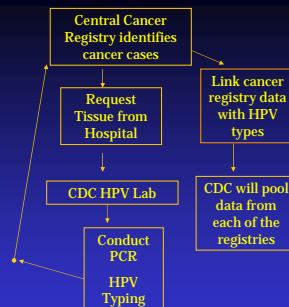 Central Cancer
Registry identifies
cancer cases
Request
Tissue from
Hospital
CDC HPV Lab
Conduct
PCR
HPV
Typing
Link cancer
registry data
with HPV
types
CDC will pool
data from
each of the
registries